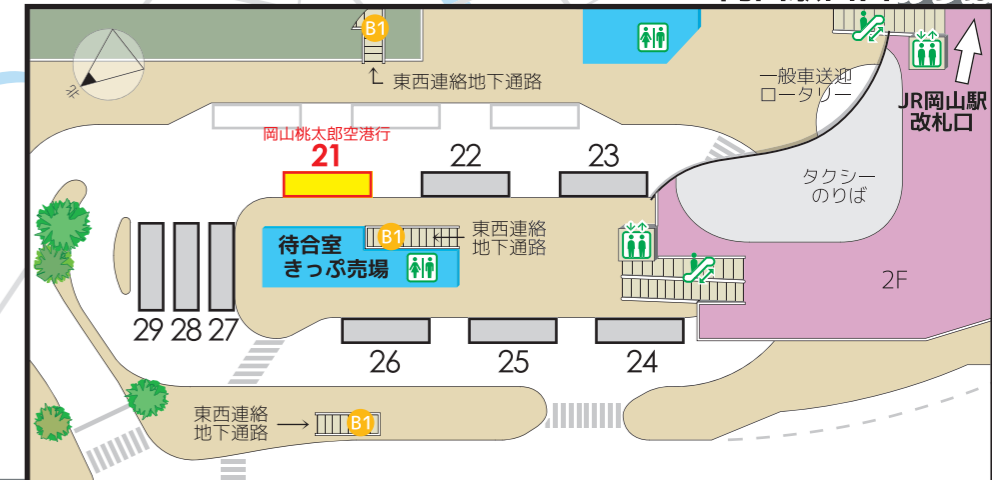 B1
東西連絡地下通路
北
一般車送迎
ロータリー
JR岡山駅
改札口
岡山桃太郎空港行
21
22
23
タクシー
のりば
待合室
きっぷ売場
B1
東西連絡
地下通路
2F
29
28
27
26
25
24
東西連絡
地下通路
B1